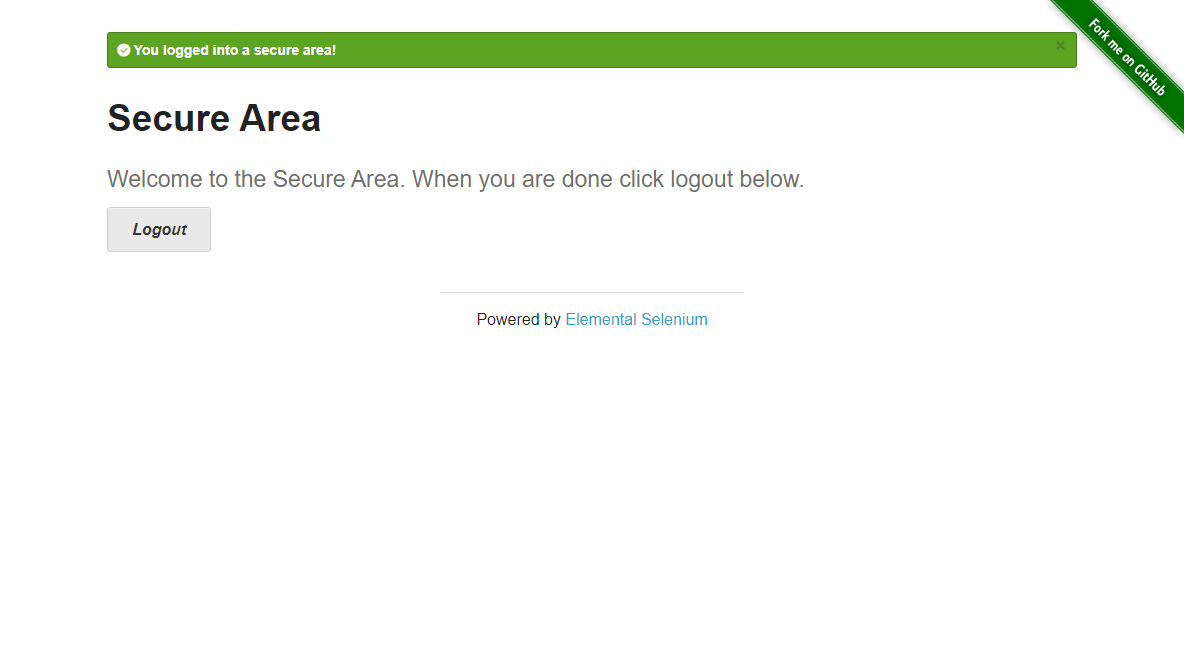 You logged into a secure area!
×
Fork me on GitHub
Secure Area
Welcome to the Secure Area. When you are done click logout below.
Logout
Powered by Elemental Selenium